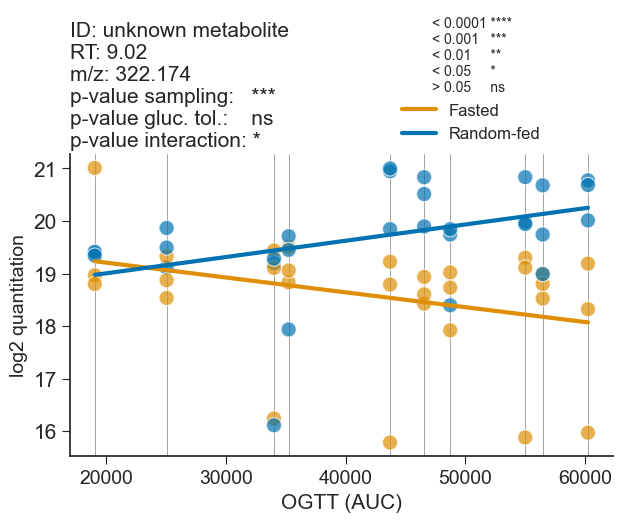 ID: unknown metabolite
RT: 9.02
m/z: 322.174
p-value sampling: ***
p-value gluc. tol.: ns
p-value interaction: *
< 0.0001 ****
< 0.001 ***
< 0.01 **
< 0.05 *
> 0.05 ns
Fasted
Random-fed
log2 quantitation
21
20
19
18
17
16
20000 30000 40000 50000 60000
OGTT (AUC)